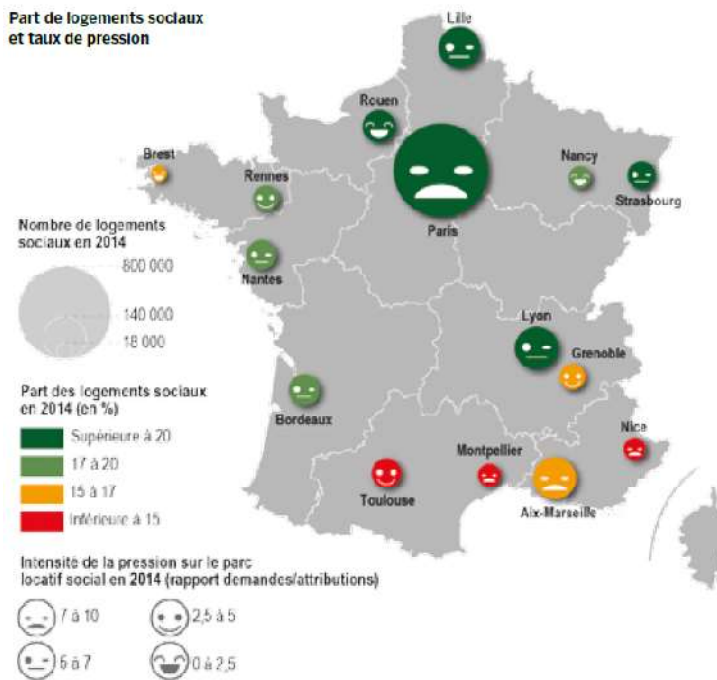 Part de logements sociaux
et taux de pression
Lille
Rouen
Brest
Rennes
Nancy
Strasbourg
Paris
Nantes
Nombre de logements
sociaux en 2014
800 000
140 000
18 000
Lyon
Grenoble
Bordeaux
Nice
Montpellier
Toulouse
Aix-Marseille
Part des logements sociaux
en 2014 (en %)
Supérieure à 20
17 à 20
15 à 17
Inférieure à 15
Intensité de la pression sur le parc
locatif social en 2014 (rapport demandes/attributions)
7 à 10
2,5 à 5
5 à 7
0 à 2,5